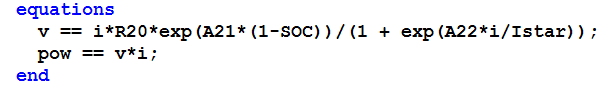 equations
v == i*R20*exp(A21*(1-SOC))/(1 + exp(A22*i/Istar));
pow == v*i;
end